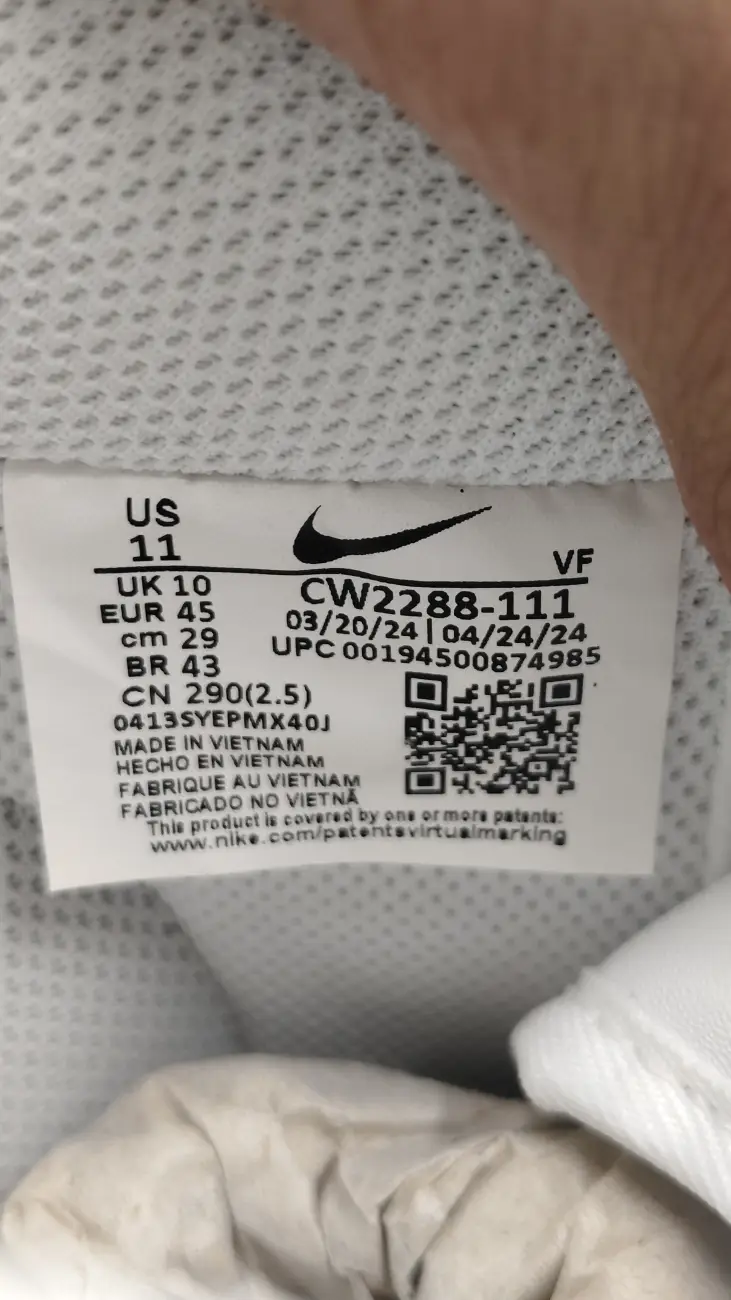 US
11
VF
UK 10
EUR 45
cm 29
BR 43
CN 290(2.5)
CW2288-111
03/20/24 | 04/24/24
UPC 00194500874985
0413SYEPMX40J
MADE IN VIETNAM
HECHO EN VIETNAM
FABRIQUE AU VIETNAM
FABRICADO NO VIETNÃ
This product is covered by one or more patents:
www.nike.com/patentsvirtualmarking